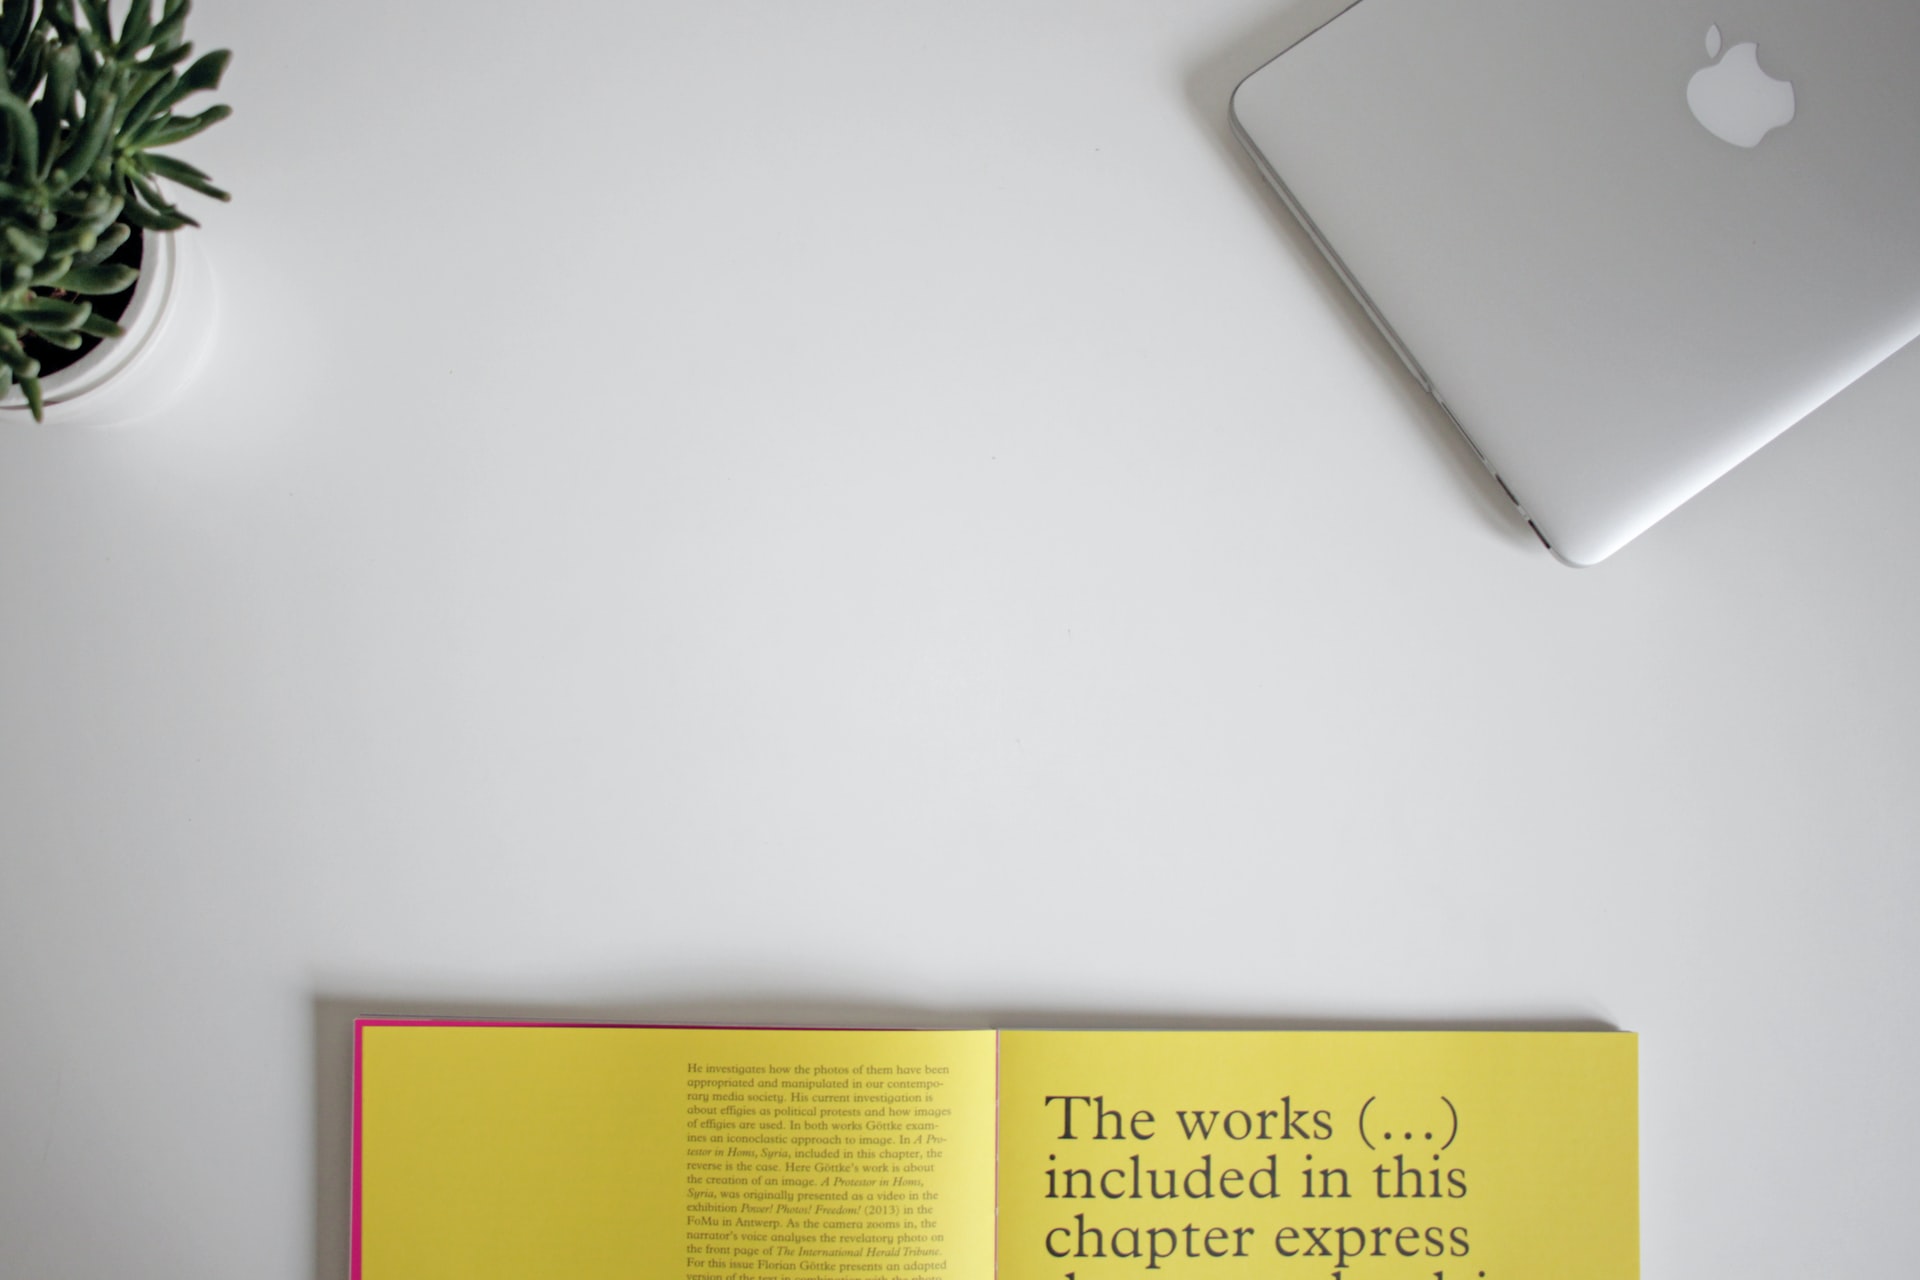 He investigates how the photos of them have been
appropriated and manipulated in our contempo-
rary media society. His current investigation is
about effigies as political protests and how images
of effigies are used. In both works Göttke exam-
ines an iconoclastic approach to image. In A Pro-
testor in Homs, Syria, included in this chapter, the
reverse is the case. Here Göttke's work is about
the creation of an image. A Protestor in Homs,
Syria, was originally presented as a video in the
exhibition Power! Photos! Freedom! (2013) in the
FoMu in Antwerp. As the camera zooms in, the
narrator's voice analyses the revelatory photo on
the front page of The International Herald Tribune.
For this issue Florian Göttke presents an adapted
version of the text in combination with the photo
The works (...)
included in this
chapter express